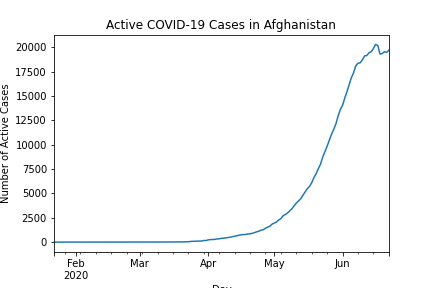 Active COVID-19 Cases in Afghanistan
Number of Active Cases
20000
17500
15000
12500
10000
7500
5000
2500
0
Feb
2020
Mar
Apr
May
Jun